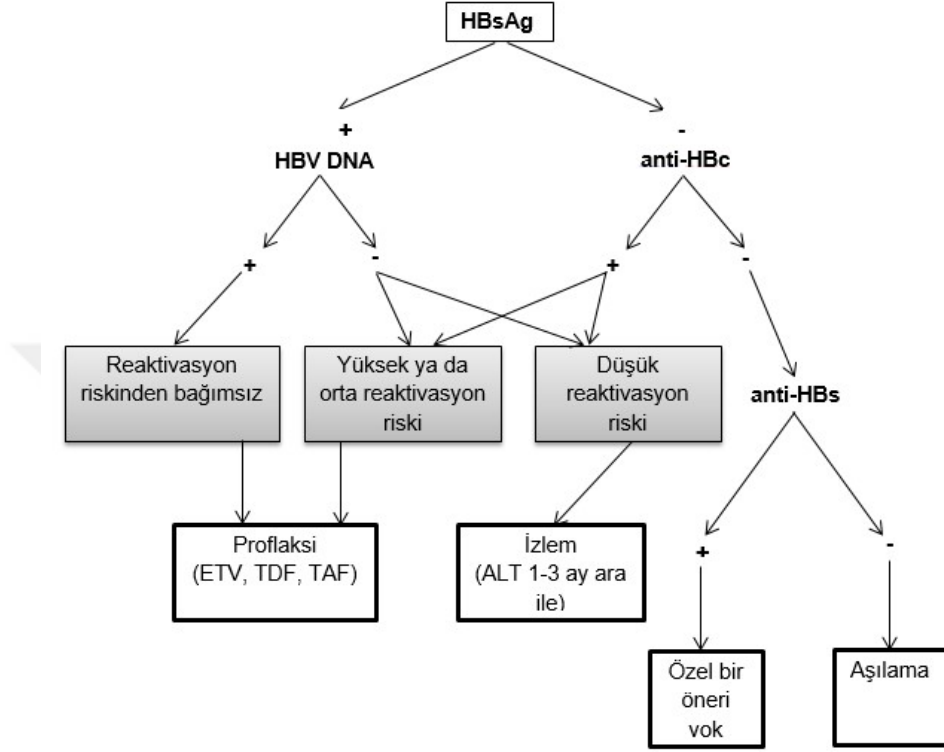 HBsAg
+
HBV DNA
-
anti-HBc
+
-
+
-
Reaktivasyon
riskinden bağımsız
Yüksek ya da
orta reaktivasyon
riski
Düşük
reaktivasyon
riski
anti-HBs
Proflaksi
(ETV, TDF, TAF)
İzlem
(ALT 1-3 ay ara
ile)
+
-
Özel bir
öneri
yok
Aşılama